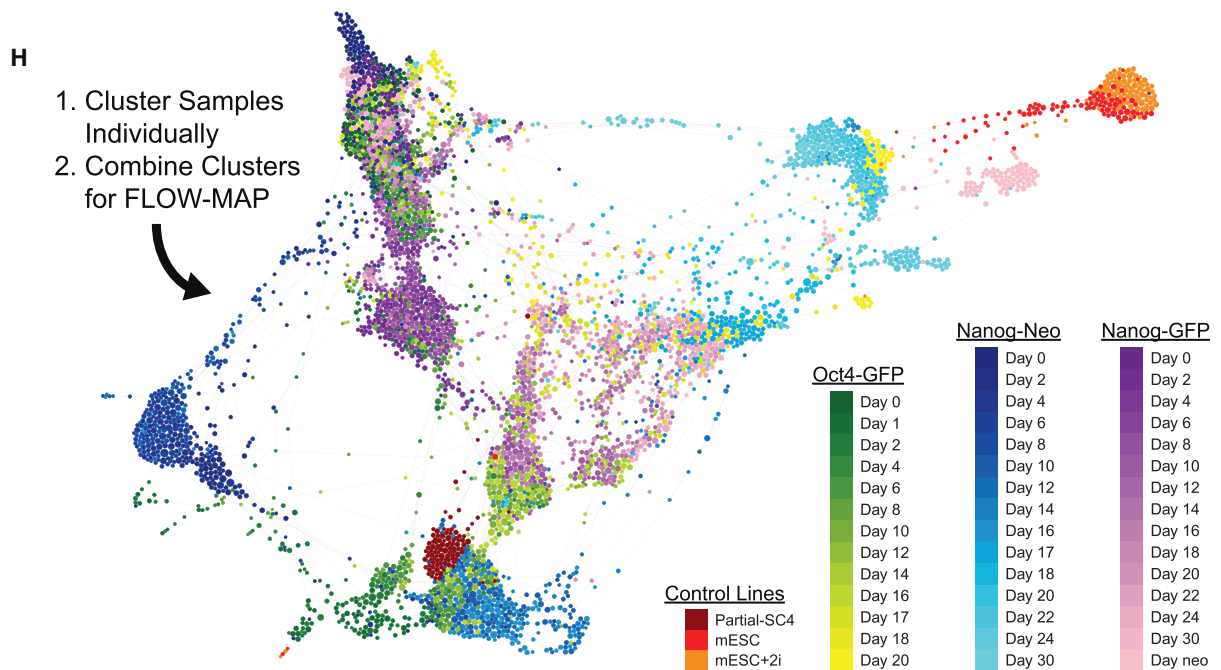 H
1. Cluster Samples
Individually
2. Combine Clusters
for FLOW-MAP
Control Lines
Partial-SC4
mESC
mESC+2i
Oct4-GFP
Day 0
Day 1
Day 2
Day 4
Day 6
Day 8
Day 10
Day 12
Day 14
Day 16
Day 17
Day 18
Day 20
Nanog-Neo
Day 0
Day 2
Day 4
Day 6
Day 8
Day 10
Day 12
Day 14
Day 16
Day 17
Day 18
Day 20
Day 22
Day 24
Day 30
Nanog-GFP
Day 0
Day 2
Day 4
Day 6
Day 8
Day 10
Day 12
Day 14
Day 16
Day 18
Day 20
Day 22
Day 24
Day 30
Day neo